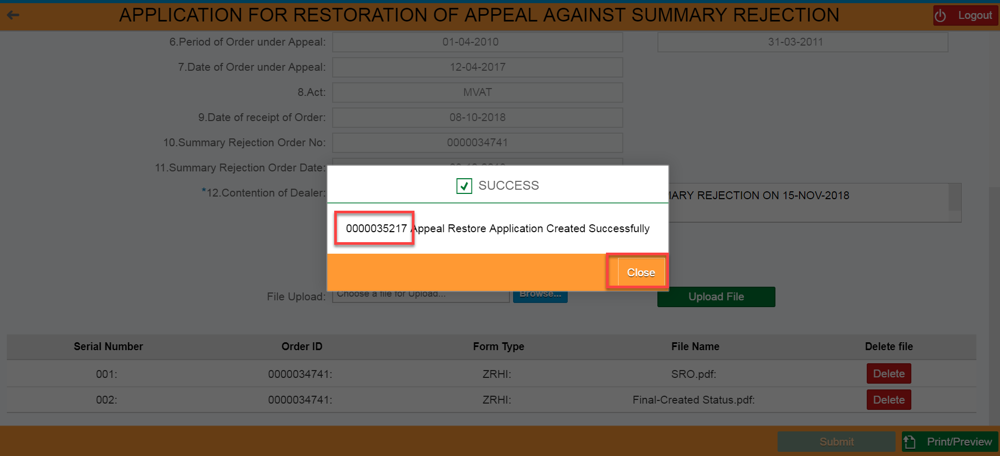 APPLICATION FOR RESTORATION OF APPEAL AGAINST SUMMARY REJECTION
Logout
6.Period of Order under Appeal: 01-04-2010 31-03-2011
7.Date of Order under Appeal: 12-04-2017
8.Act: MVAT
9.Date of receipt of Order: 08-10-2018
10.Summary Rejection Order No: 0000034741
11.Summary Rejection Order Date:
*12.Contention of Dealer: MARY REJECTION ON 15-NOV-2018
SUCCESS
0000035217 Appeal Restore Application Created Successfully
Close
File Upload: Choose a file for Upload... Browse... Upload File
Serial Number Order ID Form Type File Name Delete file
001: 0000034741: ZRHI: SRO.pdf: Delete
002: 0000034741: ZRHI: Final-Created Status.pdf: Delete
Submit Print/Preview